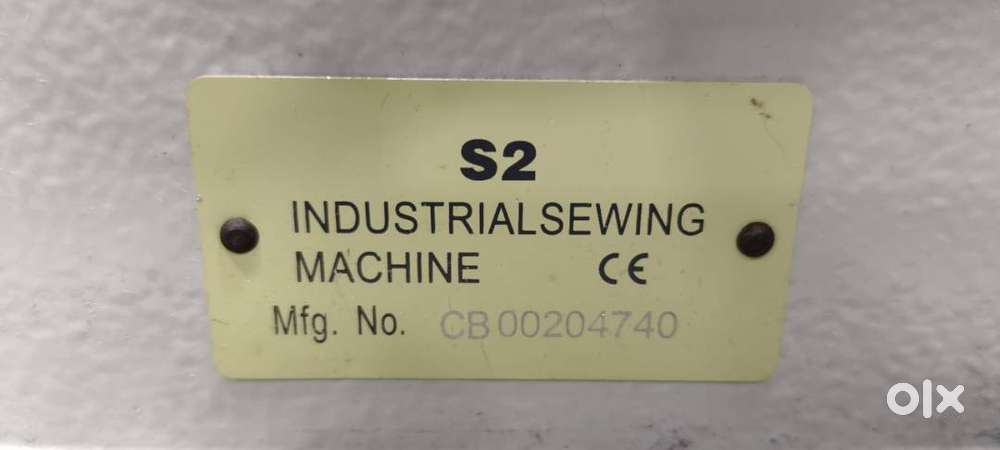 S2
INDUSTRIALSEWING
MACHINE CE
Mfg. No. CB00204740
olx